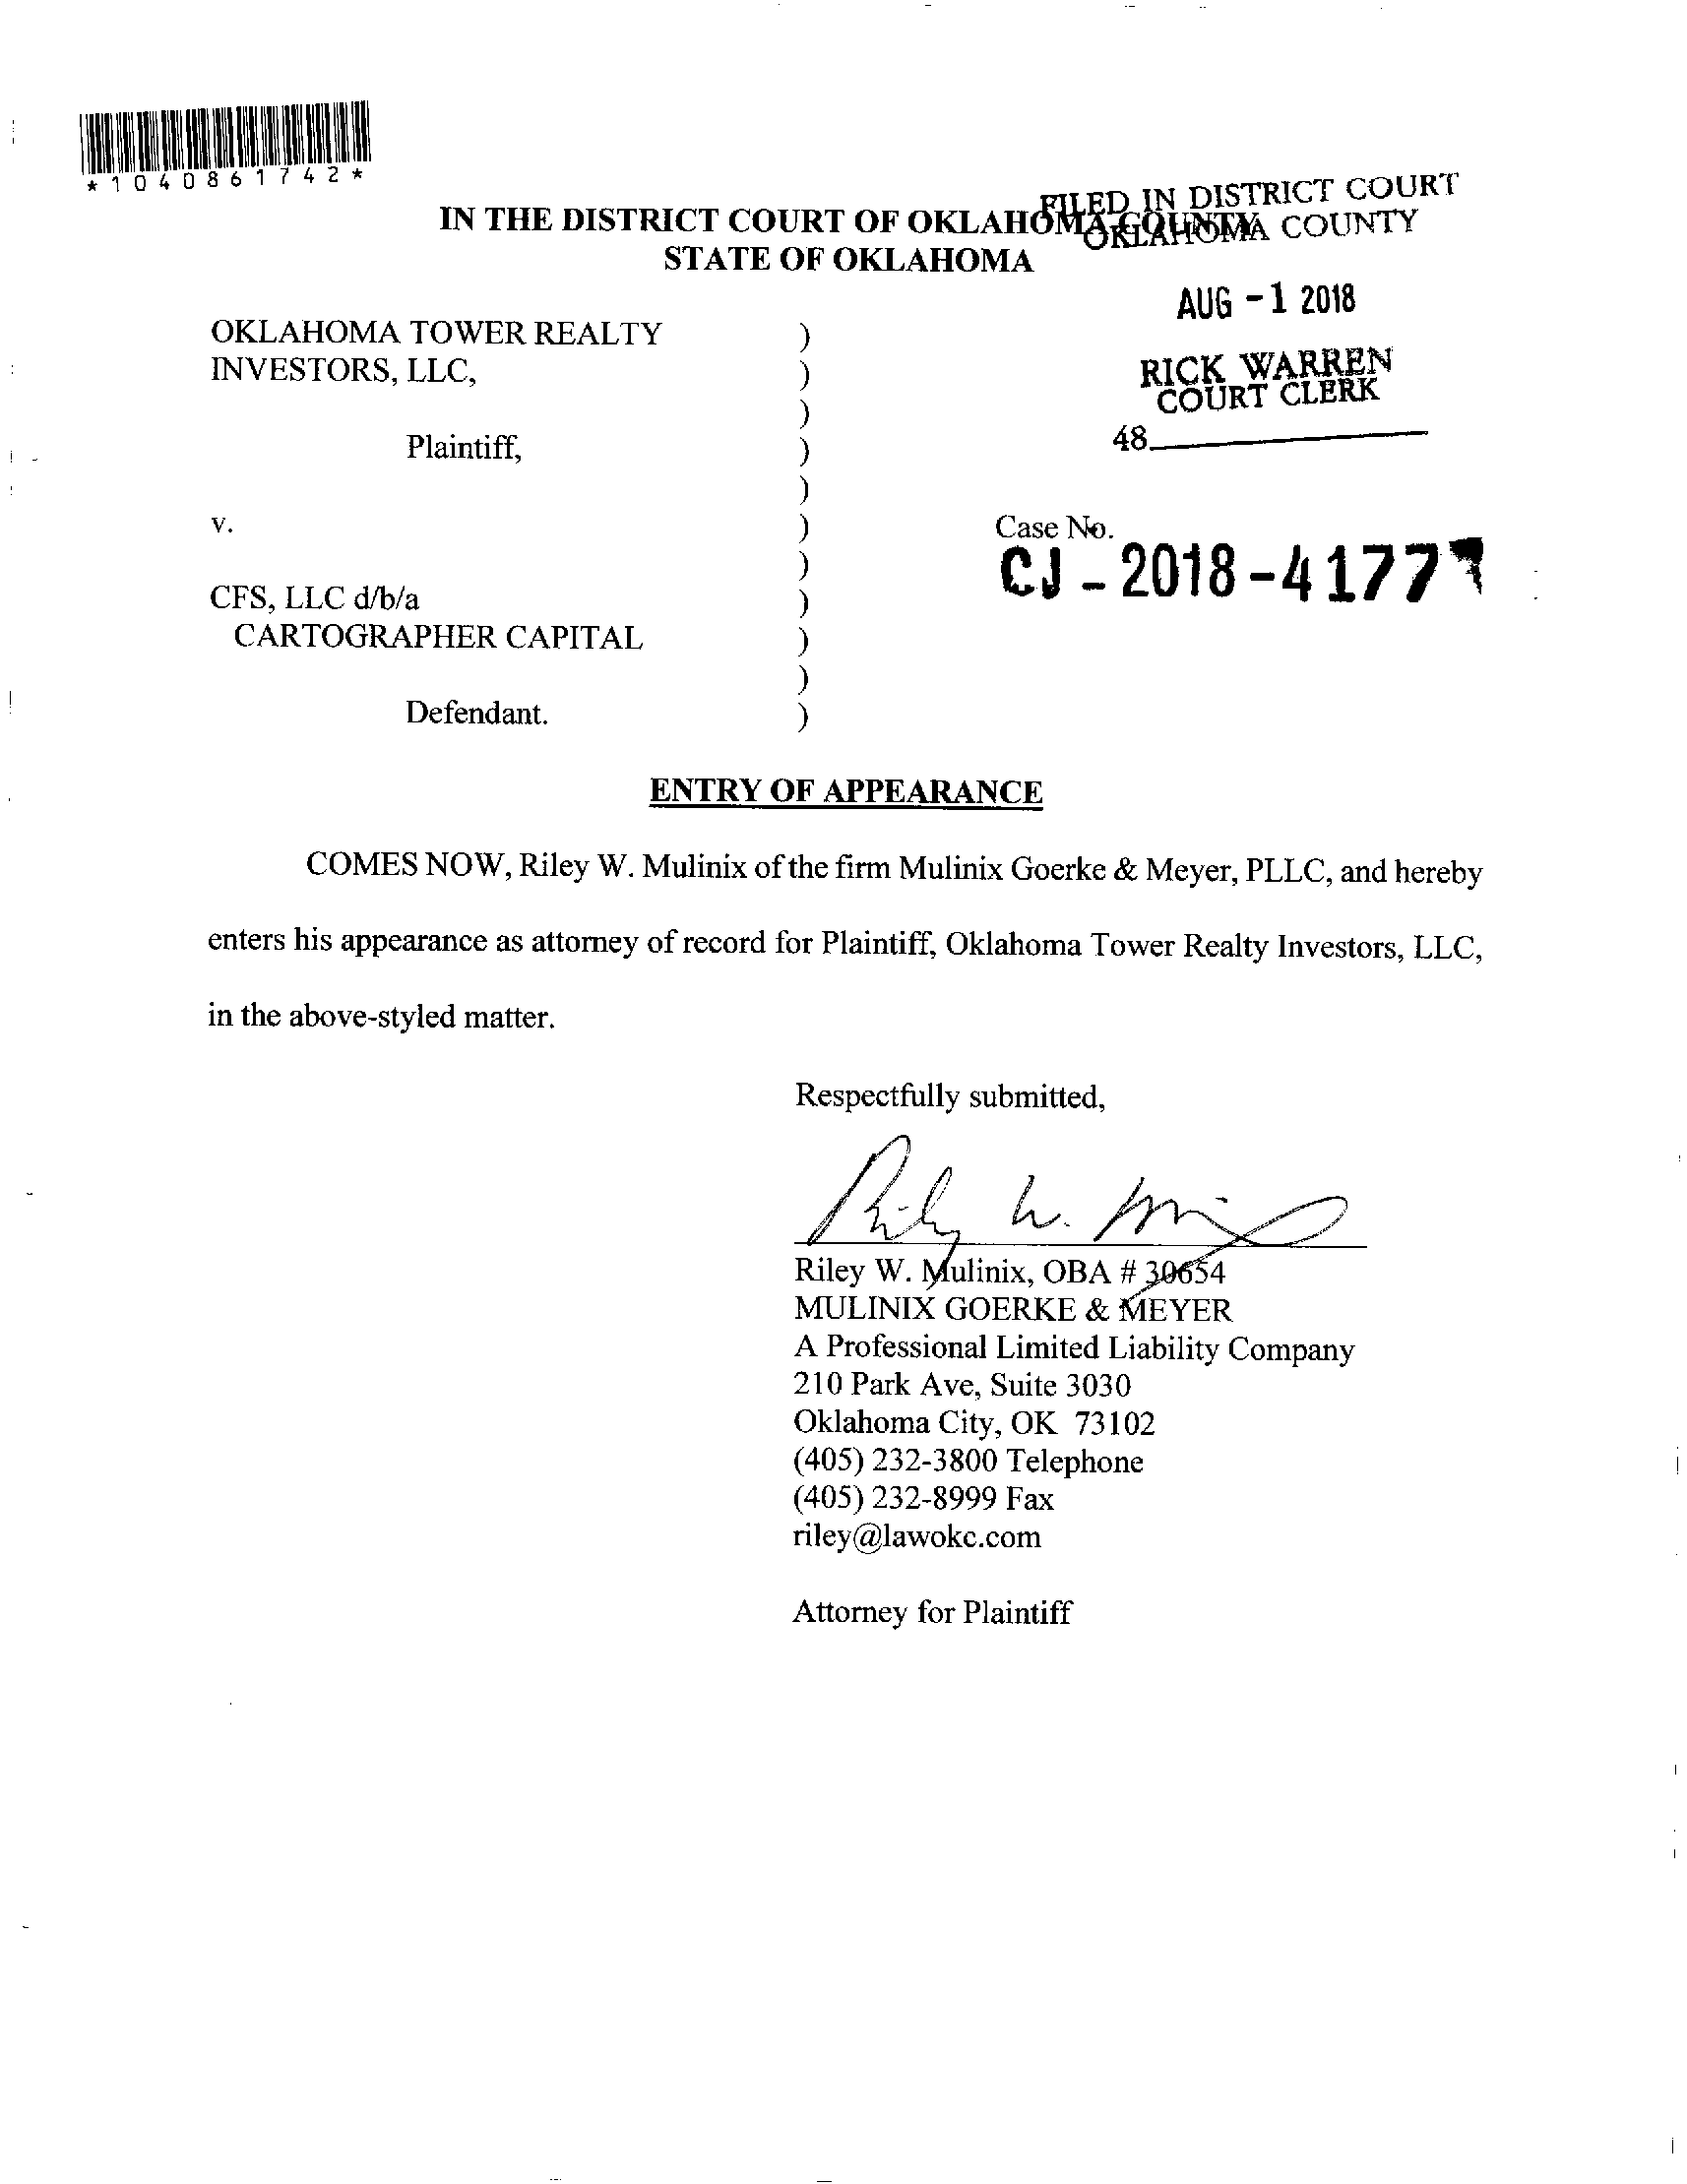 *1040861742*
FILED IN DISTRICT COURT
OKLAHOMA COUNTY
IN THE DISTRICT COURT OF OKLAHOMA COUNTY
STATE OF OKLAHOMA
AUG -1 2018
RICK WARREN
COURT CLERK
48
OKLAHOMA TOWER REALTY )
INVESTORS, LLC, )
)
Plaintiff, )
)
v. )
)
CFS, LLC d/b/a )
CARTOGRAPHER CAPITAL )
)
Defendant. )
Case No.
CJ - 2018 - 4177
ENTRY OF APPEARANCE
COMES NOW, Riley W. Mulinix of the firm Mulinix Goerke & Meyer, PLLC, and hereby
enters his appearance as attorney of record for Plaintiff, Oklahoma Tower Realty Investors, LLC,
in the above-styled matter.
Respectfully submitted,
Riley W. Mulinix, OBA # 30654
MULINIX GOERKE & MEYER
A Professional Limited Liability Company
210 Park Ave, Suite 3030
Oklahoma City, OK 73102
(405) 232-3800 Telephone
(405) 232-8999 Fax
riley@lawokc.com
Attorney for Plaintiff